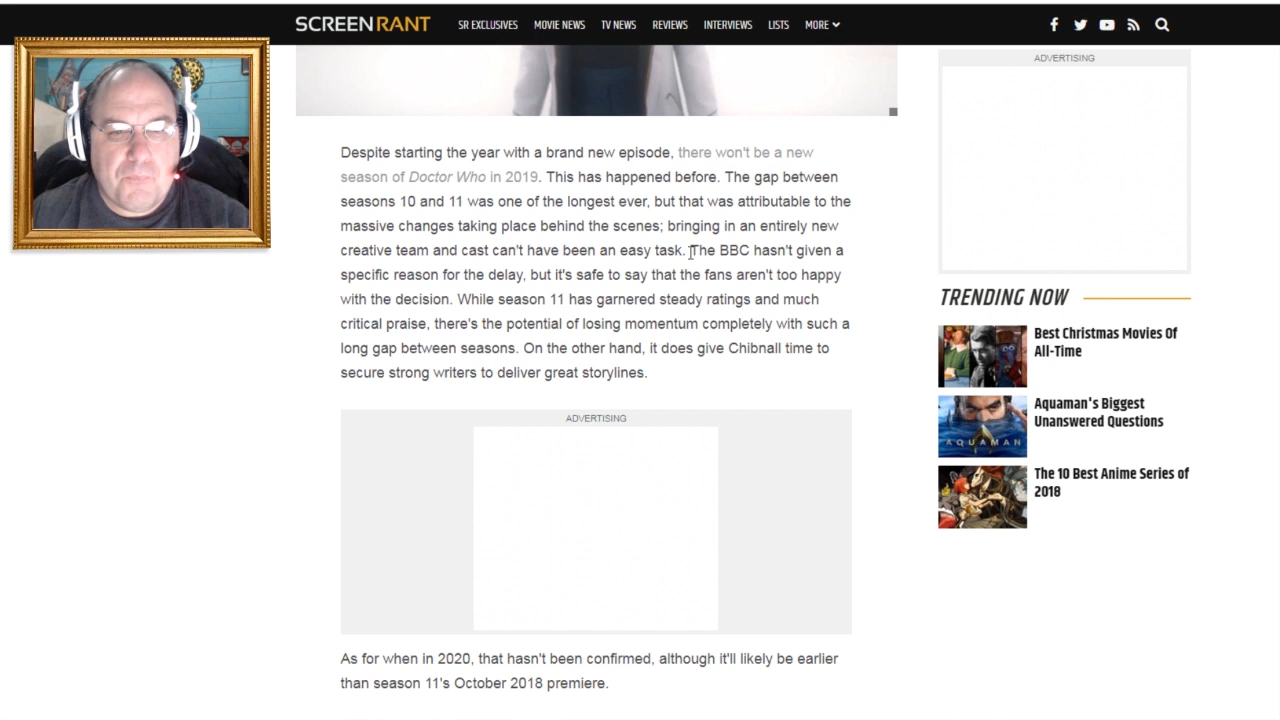 SCREENRANT
SR EXCLUSIVES MOVIE NEWS TV NEWS REVIEWS INTERVIEWS LISTS MORE
Despite starting the year with a brand new episode, there won't be a new
season of Doctor Who in 2019. This has happened before. The gap between
seasons 10 and 11 was one of the longest ever, but that was attributable to the
massive changes taking place behind the scenes; bringing in an entirely new
creative team and cast can't have been an easy task. The BBC hasn't given a
specific reason for the delay, but it's safe to say that the fans aren't too happy
with the decision. While season 11 has garnered steady ratings and much
critical praise, there's the potential of losing momentum completely with such a
long gap between seasons. On the other hand, it does give Chibnall time to
secure strong writers to deliver great storylines.
ADVERTISING
As for when in 2020, that hasn't been confirmed, although it'll likely be earlier
than season 11's October 2018 premiere.
ADVERTISING
TRENDING NOW
Best Christmas Movies Of
All-Time
AQUAMAN
Aquaman's Biggest
Unanswered Questions
The 10 Best Anime Series of
2018